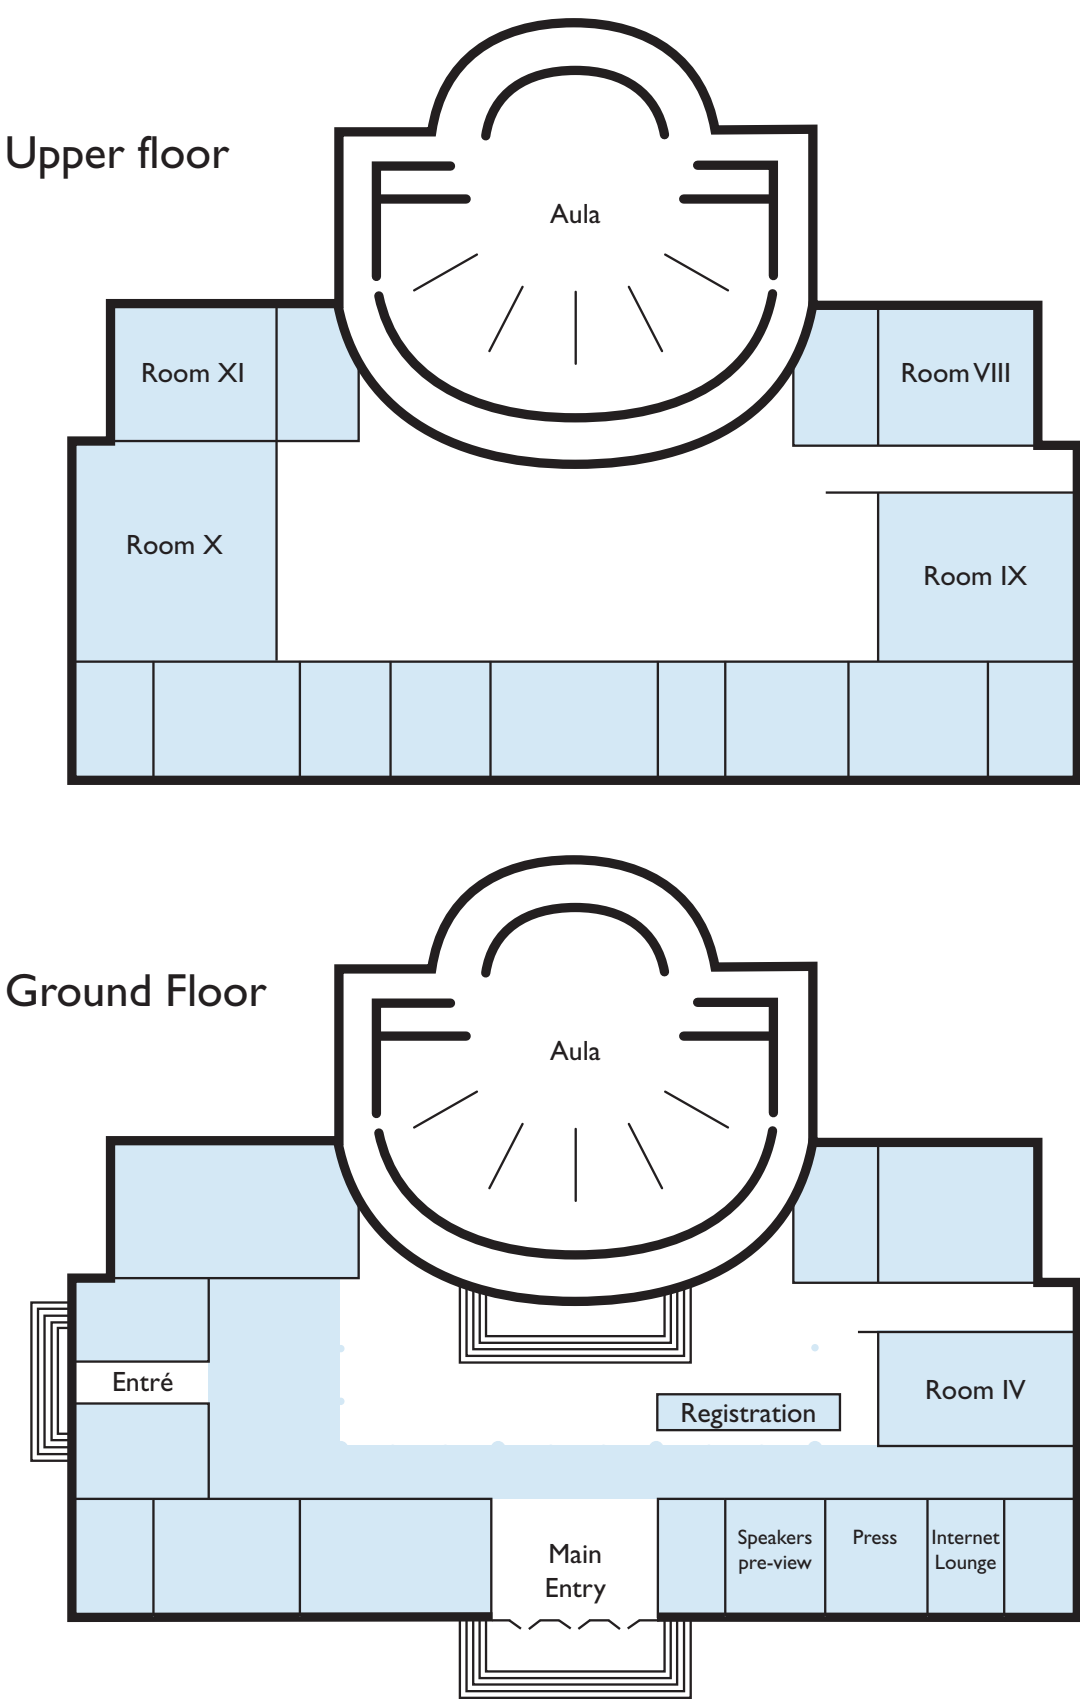 Upper floor
Aula
Room XI
Room VIII
Room X
Room IX
Ground Floor
Aula
Entré
Room IV
Registration
Main
Entry
Speakers
pre-view
Press
Internet
Lounge